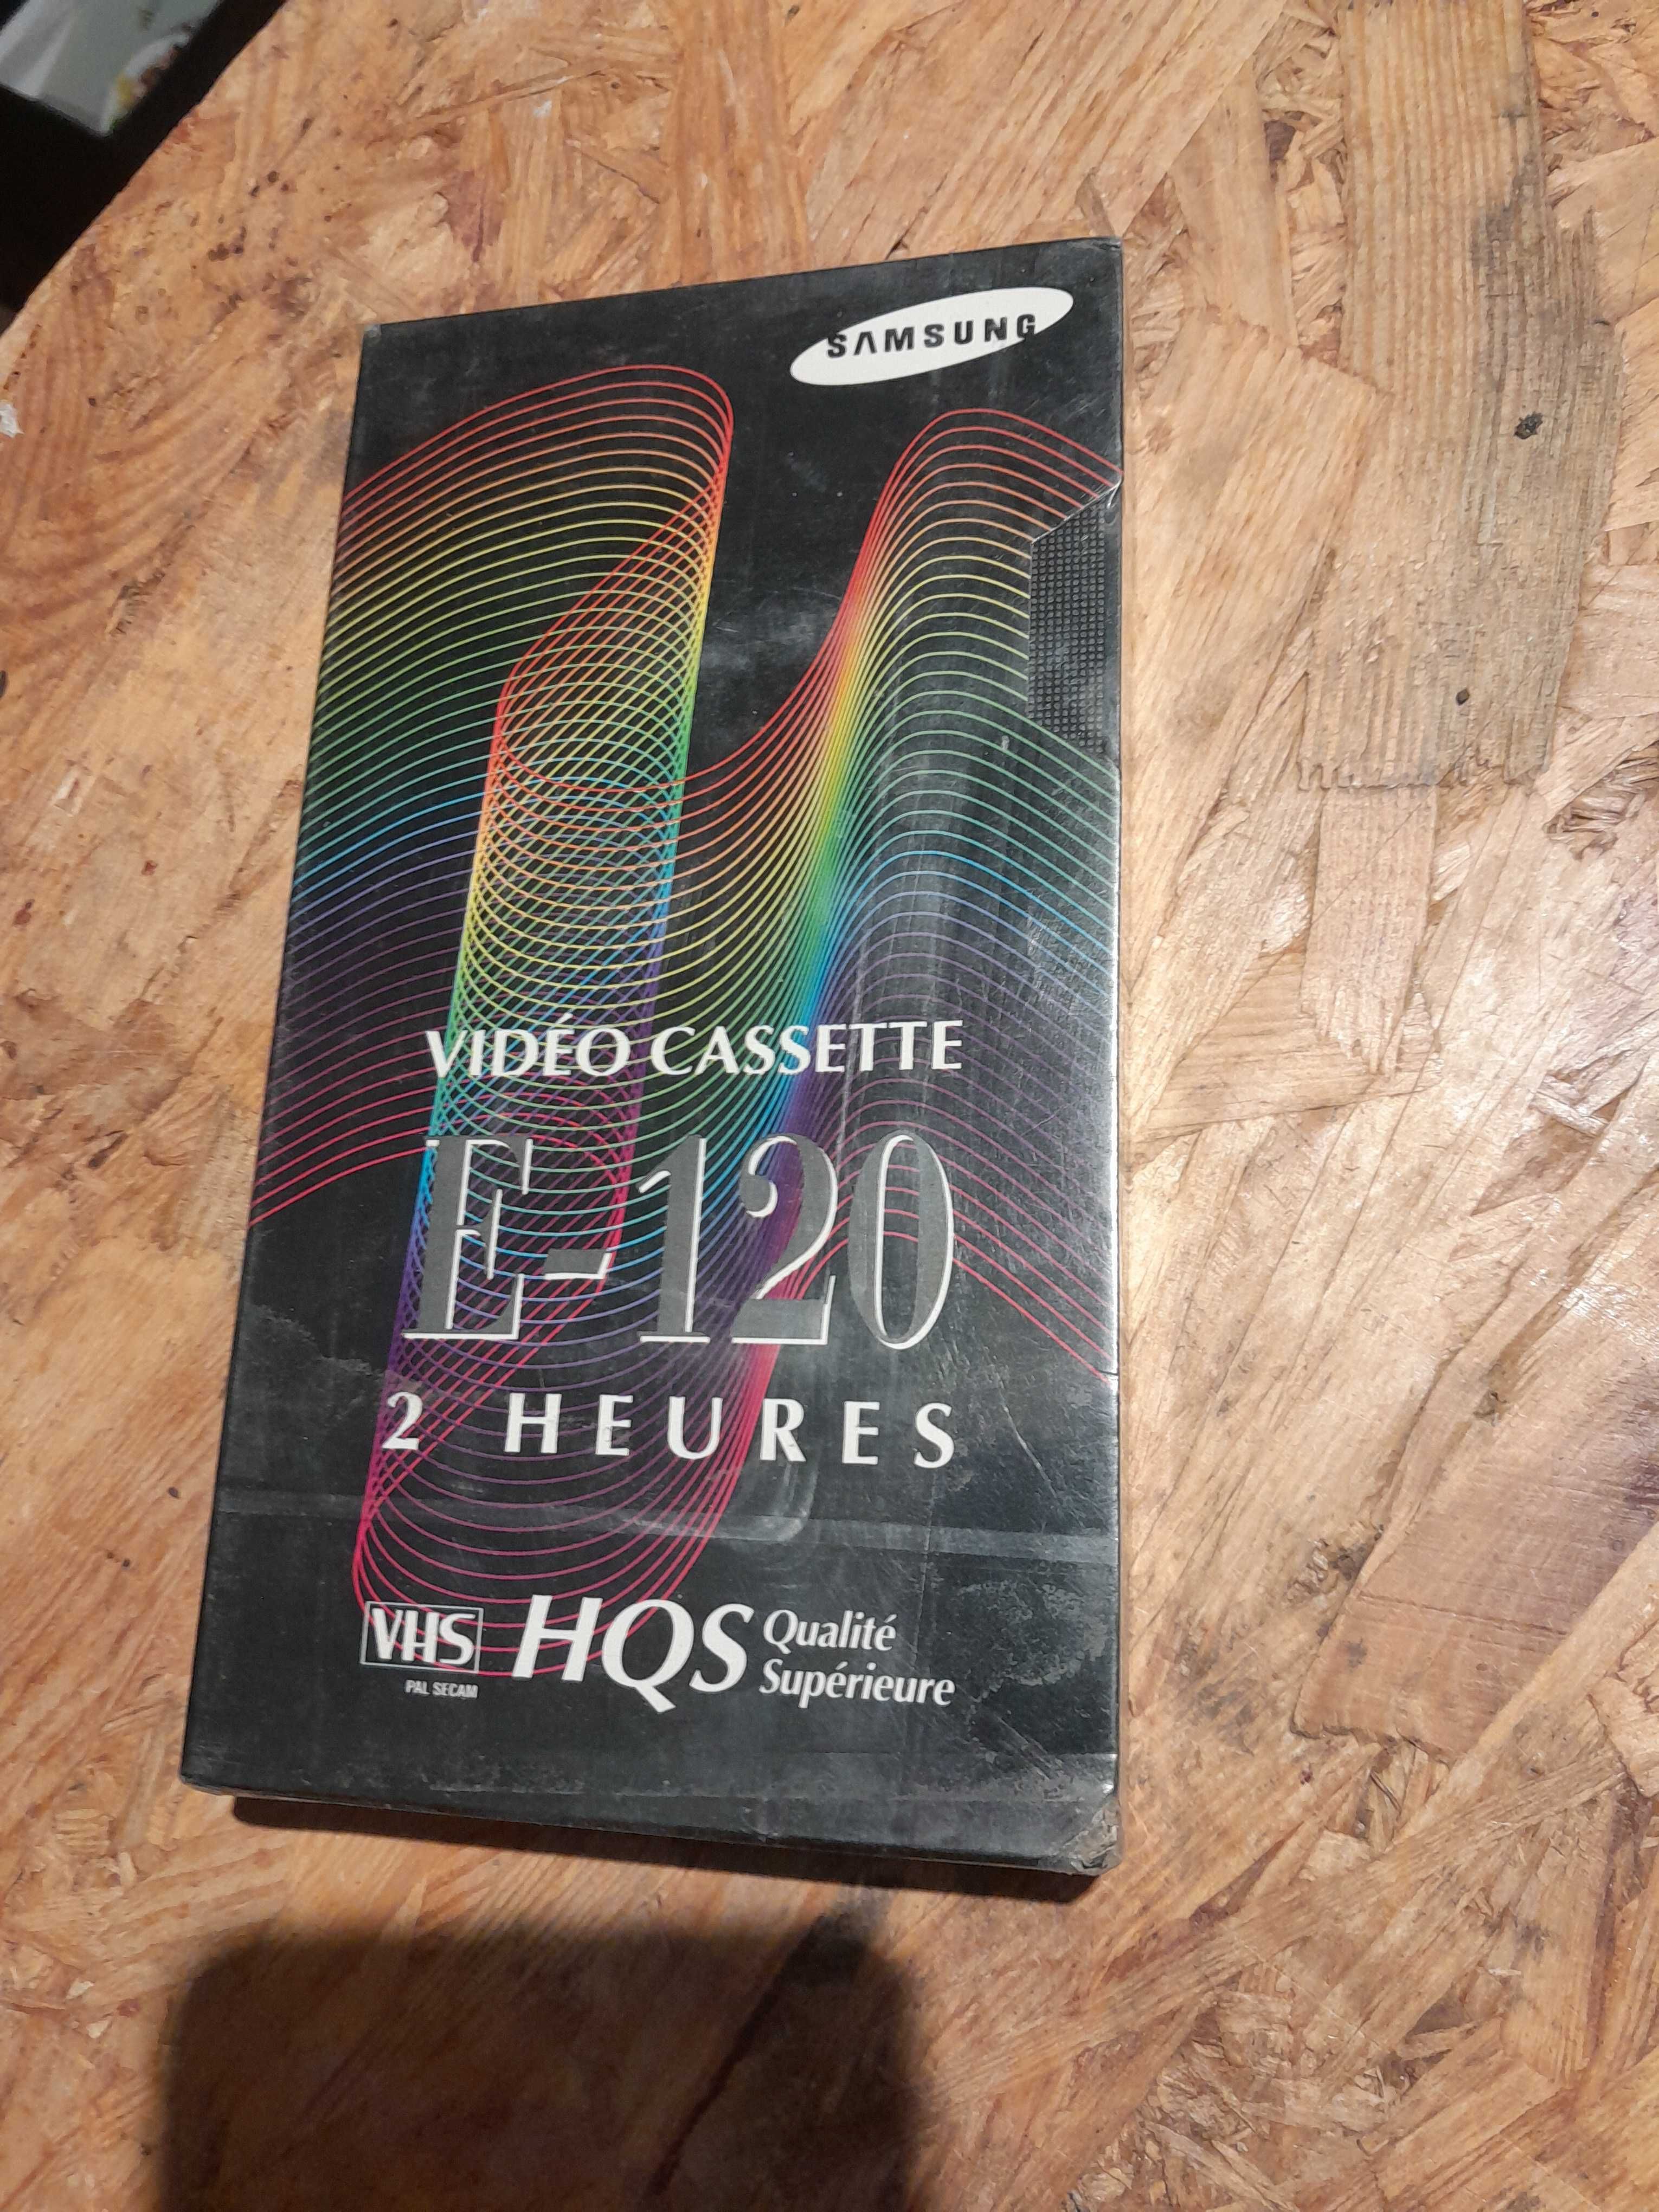 SAMSUNG
VIDÉO CASSETTE
E-120
2 HEURES
VHS
PAL SECAM
HQS
Qualité
Supérieure